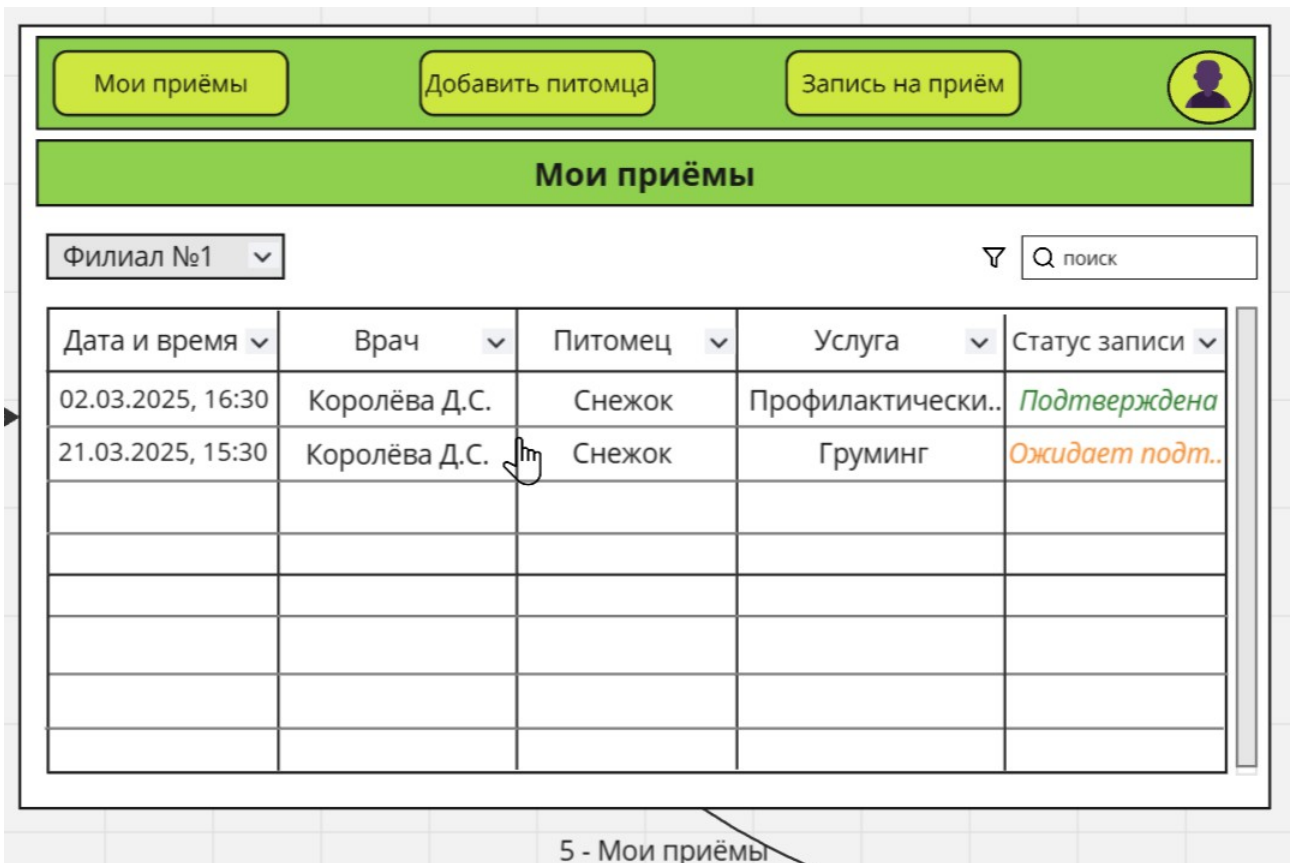 Мои приёмы Добавить питомца Запись на приём
Мои приёмы
Филиал №1 поиск
Дата и время Врач Питомец Услуга Статус записи
02.03.2025, 16:30 Королёва Д.С. Снежок Профилактически.. Подтверждена
21.03.2025, 15:30 Королёва Д.С. Снежок Груминг Ожидает подт..
5 - Мои приёмы